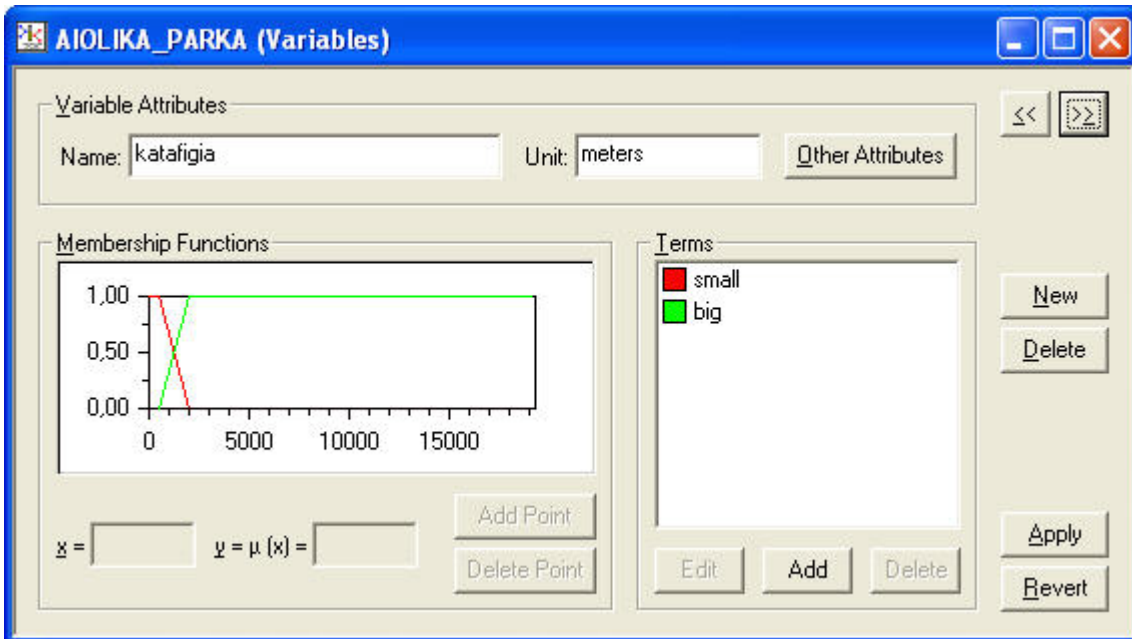 AIOLIKA_PARKA (Variables)
Variable Attributes
Name: katafigia Unit: meters Other Attributes
<< >>
Membership Functions
1,00
0,50
0,00
0 5000 10000 15000
x = y = μ (x) =
Add Point
Delete Point
Terms
small
big
Edit Add Delete
New
Delete
Apply
Revert